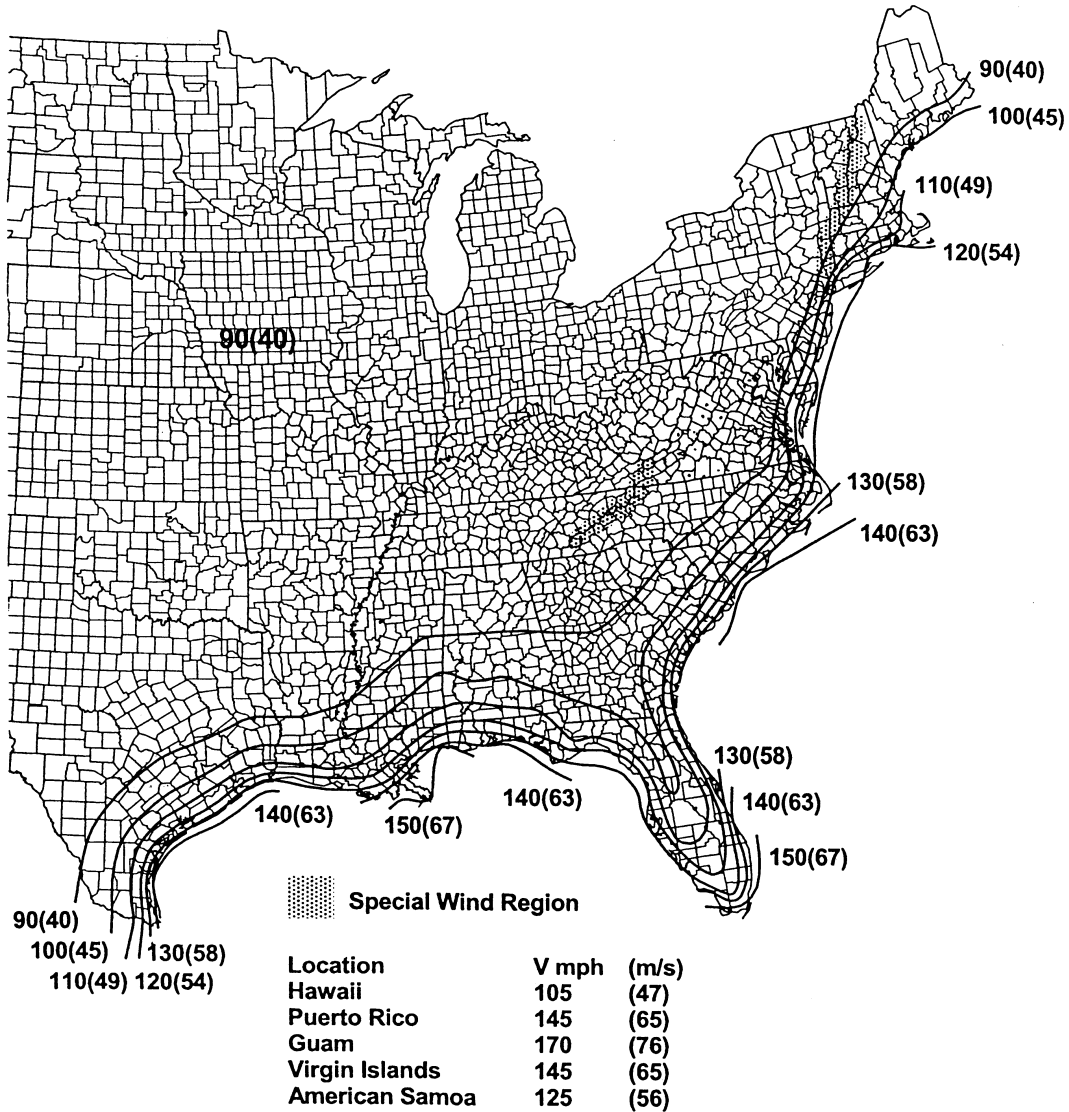 90(40)
100(45)
110(49)
120(54)
90(40)
130(58)
140(63)
130(58)
140(63)
140(63)
140(63)
150(67)
150(67)
Special Wind Region
90(40)
100(45)
130(58)
110(49) 120(54)
Location V mph (m/s)
Hawaii 105 (47)
Puerto Rico 145 (65)
Guam 170 (76)
Virgin Islands 145 (65)
American Samoa 125 (56)